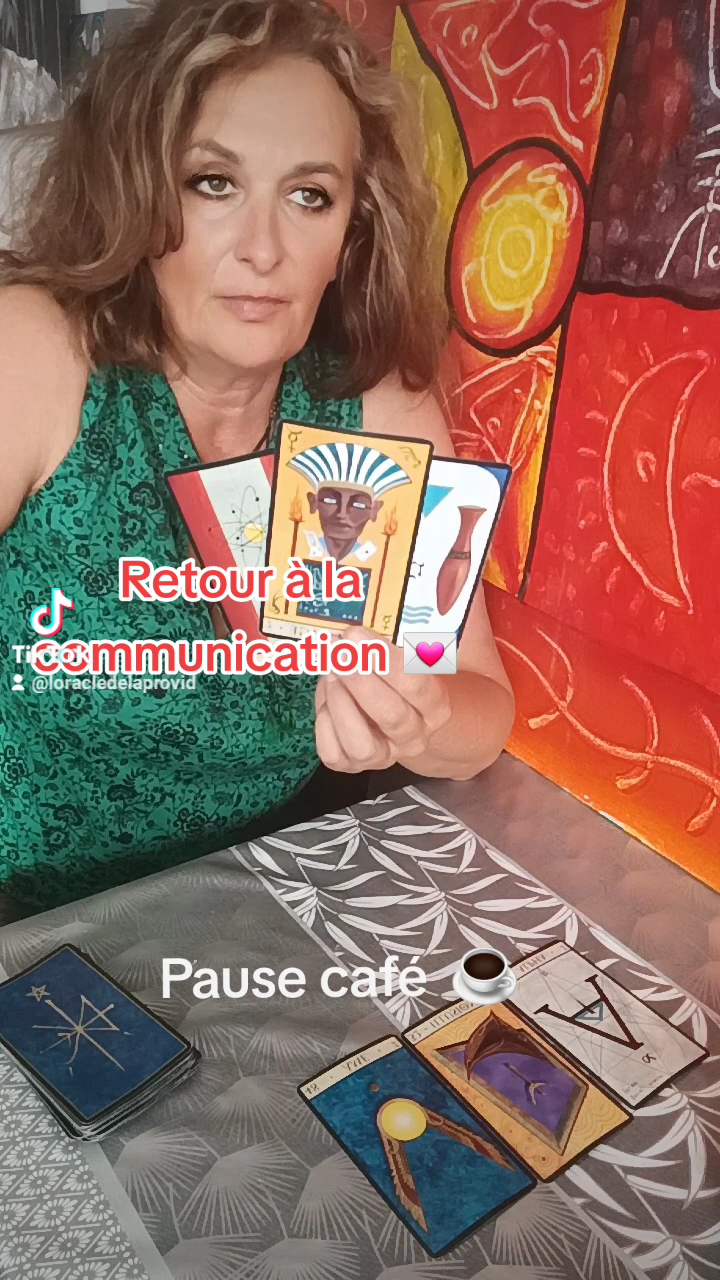 Retour à la
communication 💌
TikTok
@loracledelaprovid
Pause café ☕
A